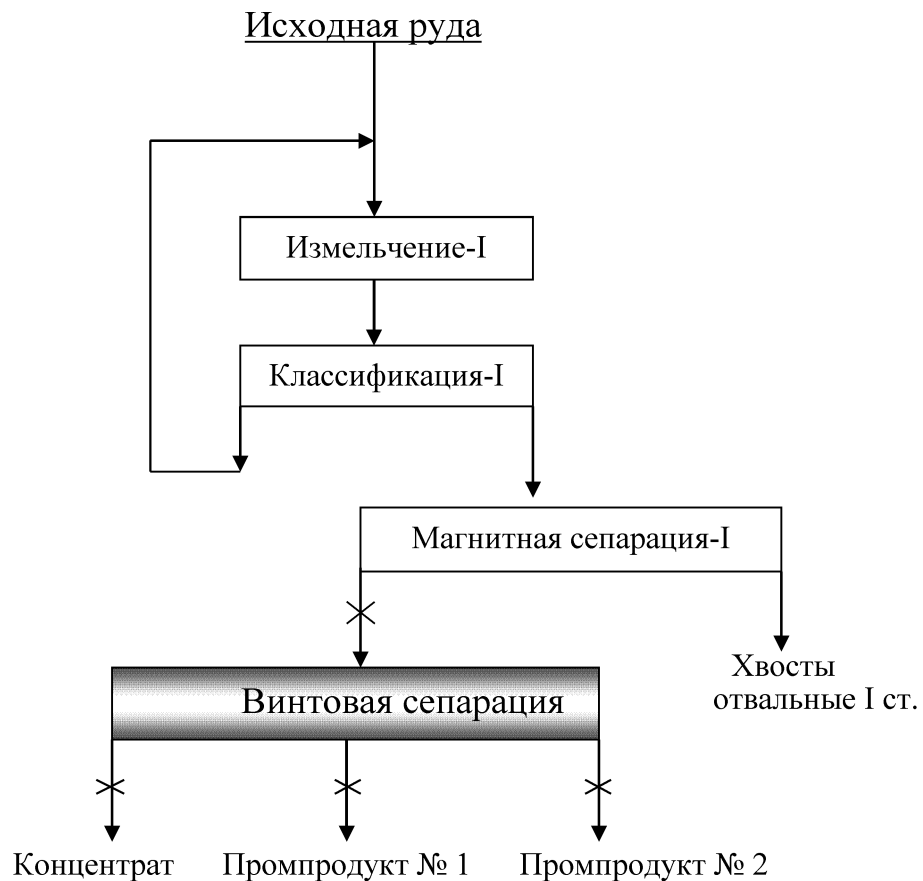 Исходная руда
Измельчение-I
Классификация-I
Магнитная сепарация-I
Хвосты
отвальные I ст.
Винтовая сепарация
Концентрат
Промпродукт № 1
Промпродукт № 2